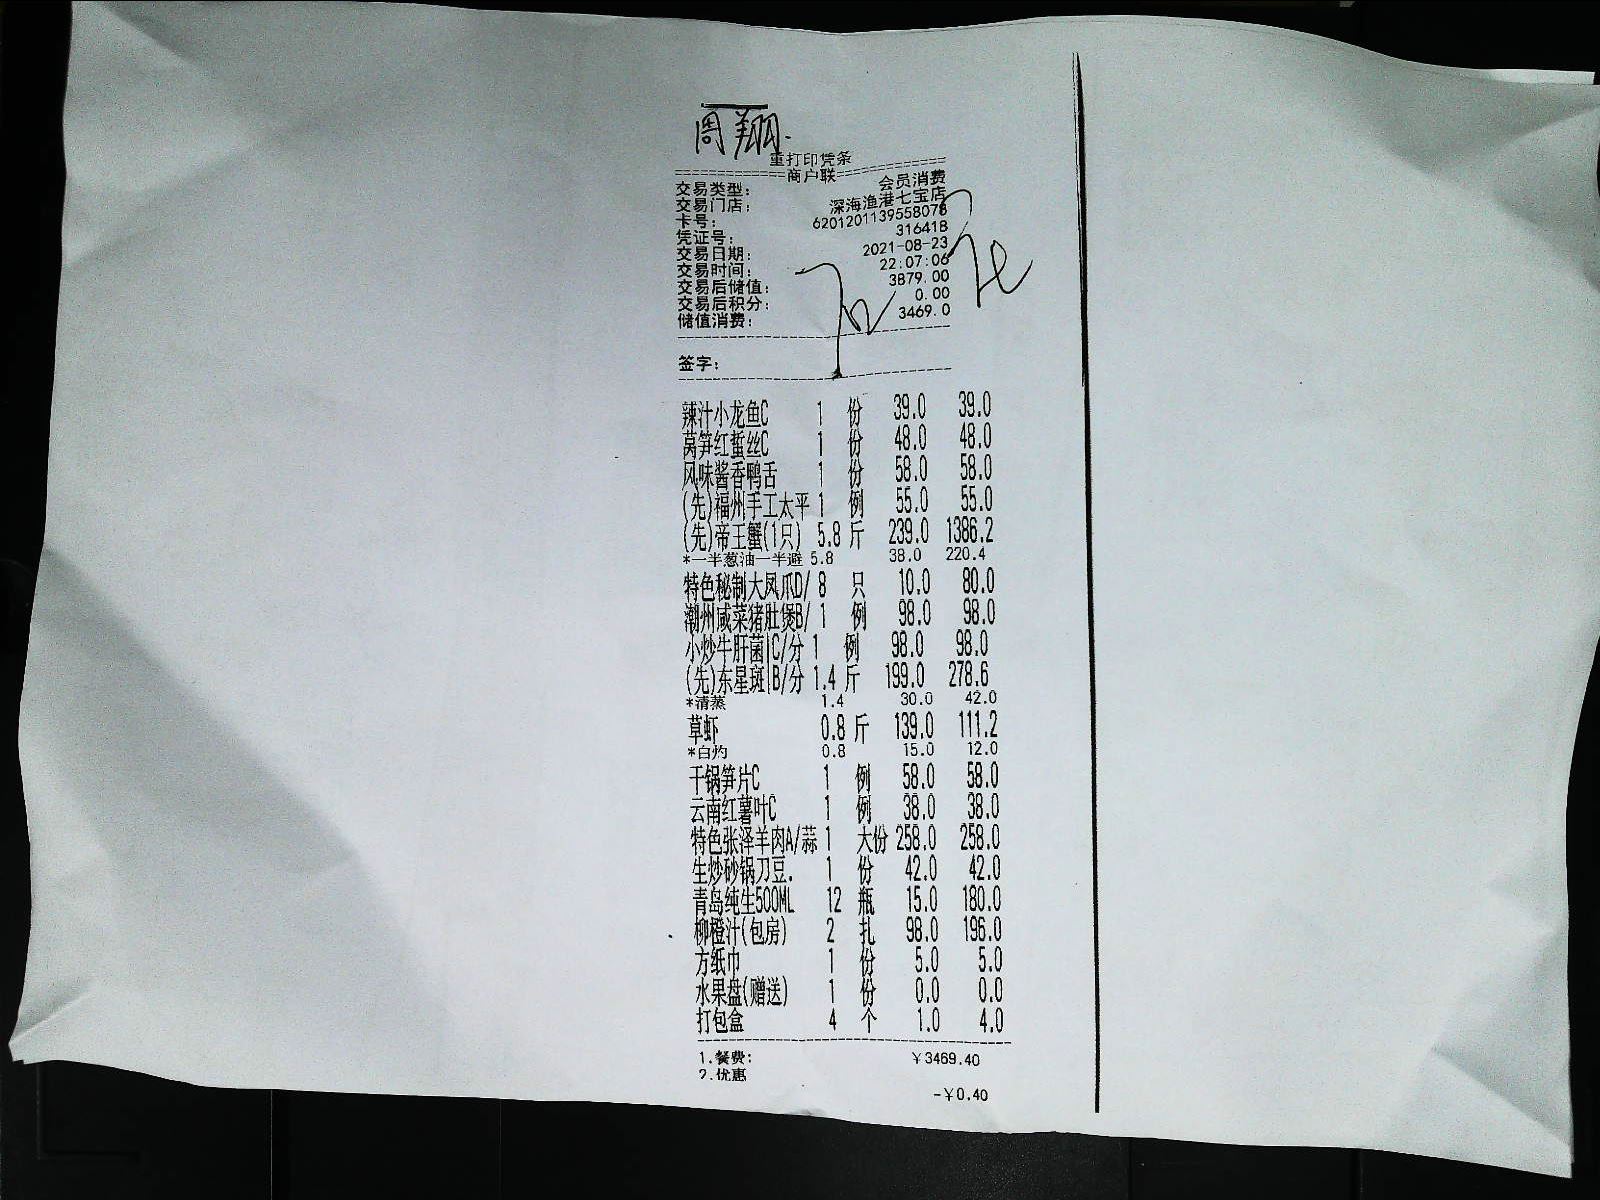 周翔.
重打印凭条
=============商户联=============
交易类型: 会员消费
交易门店: 深海渔港七宝店
卡号: 6201201139558078
凭证号: 316418
交易日期: 2021-08-23
交易时间: 22:07:06
交易后储值: 3879.00
交易后积分: 0.00
储值消费: 3469.0
签字:
辣汁小龙鱼C 1 份 39.0 39.0
莴笋红蜇丝C 1 份 48.0 48.0
风味酱香鸭舌 1 份 58.0 58.0
(先)福州手工太平 1 例 55.0 55.0
(先)帝王蟹(1只) 5.8 斤 239.0 1386.2
*一半葱油一半避 5.8 38.0 220.4
特色秘制大凤爪D/ 8 只 10.0 80.0
潮州咸菜猪肚煲B/ 1 例 98.0 98.0
小炒牛肝菌|C/分 1 例 98.0 98.0
(先)东星斑|B/分 1.4 斤 199.0 278.6
*清蒸 1.4 30.0 42.0
草虾 0.8 斤 139.0 111.2
*白灼 0.8 15.0 12.0
干锅笋片C 1 例 58.0 58.0
云南红薯叶C 1 例 38.0 38.0
特色张泽羊肉A/蒜 1 大份 258.0 258.0
生炒砂锅刀豆. 1 份 42.0 42.0
青岛纯生500ML 12 瓶 15.0 180.0
柳橙汁(包房) 2 扎 98.0 196.0
方纸巾 1 份 5.0 5.0
水果盘(赠送) 1 份 0.0 0.0
打包盒 4 个 1.0 4.0
1.餐费: ￥3469.40
2.优惠
-￥0.40